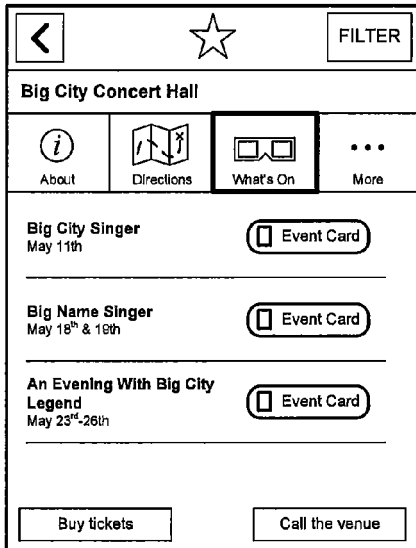 FILTER
Big City Concert Hall
i
About Directions What's On More
Big City Singer
May 11th
Event Card
Big Name Singer
May 18th & 19th
Event Card
An Evening With Big City
Legend
May 23rd-26th
Event Card
Buy tickets Call the venue